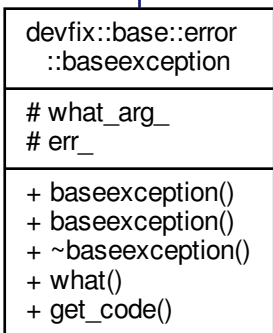 devfix::base::error
::baseexception
# what_arg_
# err_
+ baseexception()
+ baseexception()
+ ~baseexception()
+ what()
+ get_code()